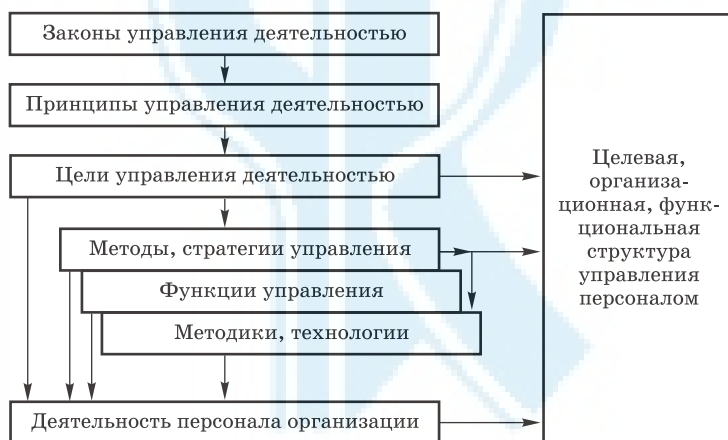 Законы управления деятельностью
Принципы управления деятельностью
Цели управления деятельностью
Методы, стратегии управления
Функции управления
Методики, технологии
Деятельность персонала организации
Целевая,
организа-
ционная, функ-
циональная
структура
управления
персоналом